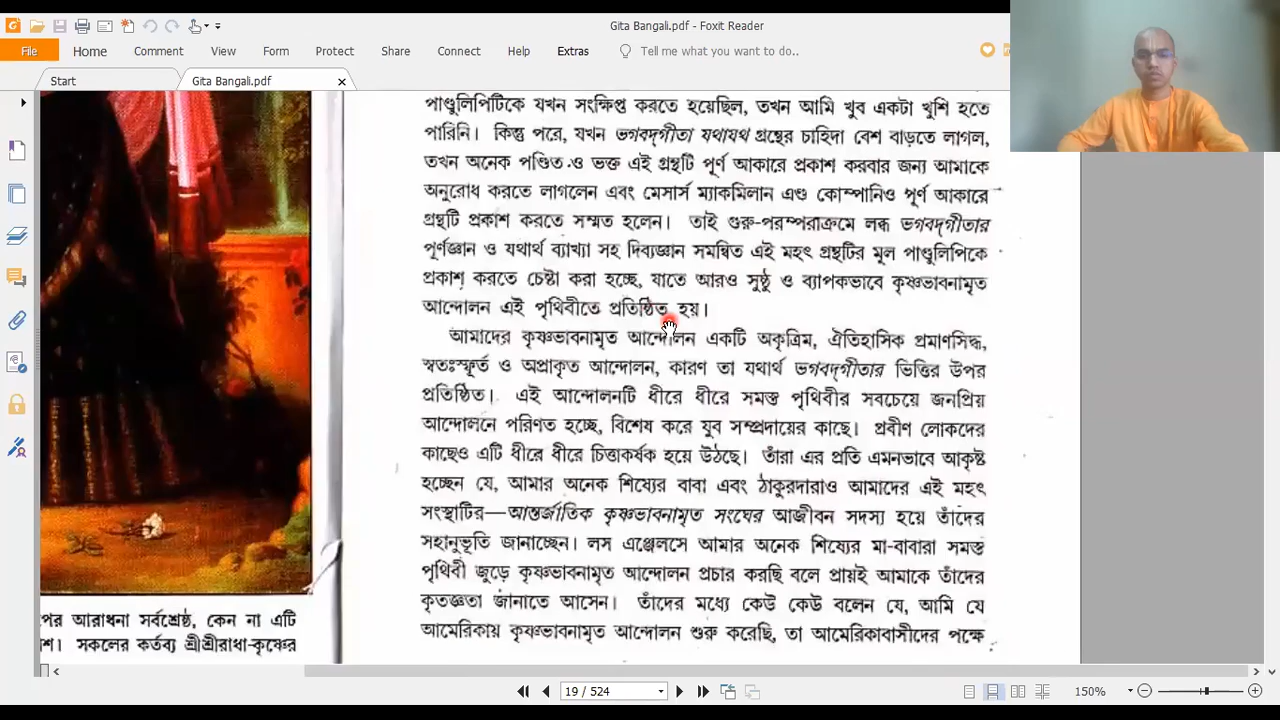 Gita Bangali.pdf - Foxit Reader
File Home Comment View Form Protect Share Connect Help Extras Tell me what you want to do..
Start Gita Bangali.pdf
পাণ্ডুলিপিটিকে যখন সংক্ষিপ্ত করতে হয়েছিল, তখন আমি খুব একটা খুশি হতে
পারিনি। কিন্তু পরে, যখন ভগবদ্‌গীতা যথাযথ গ্রন্থের চাহিদা বেশ বাড়তে লাগল,
তখন অনেক পণ্ডিত ও ভক্ত এই গ্রন্থটি পূর্ণ আকারে প্রকাশ করবার জন্য আমাকে
অনুরোধ করতে লাগলেন এবং মেসার্স ম্যাকমিলান এণ্ড কোম্পানিও পূর্ণ আকারে
গ্রন্থটি প্রকাশ করতে সম্মত হলেন। তাই গুরু-পরম্পরাক্রমে লব্ধ ভগবদ্‌গীতার
পূর্ণজ্ঞান ও যথার্থ ব্যাখ্যা সহ দিব্যজ্ঞান সমন্বিত এই মহৎ গ্রন্থটির মূল পাণ্ডুলিপিকে
প্রকাশ করতে চেষ্টা করা হচ্ছে, যাতে আরও সুষ্ঠু ও ব্যাপকভাবে কৃষ্ণভাবনামৃত
আন্দোলন এই পৃথিবীতে প্রতিষ্ঠিত হয়।
আমাদের কৃষ্ণভাবনামৃত আন্দোলন একটি অকৃত্রিম, ঐতিহাসিক প্রমাণসিদ্ধ,
স্বতঃস্ফূর্ত ও অপ্রাকৃত আন্দোলন, কারণ তা যথার্থ ভগবদ্‌গীতার ভিত্তির উপর
প্রতিষ্ঠিত। এই আন্দোলনটি ধীরে ধীরে সমস্ত পৃথিবীর সবচেয়ে জনপ্রিয়
আন্দোলনে পরিণত হচ্ছে, বিশেষ করে যুব সম্প্রদায়ের কাছে। প্রবীণ লোকদের
কাছেও এটি ধীরে ধীরে চিত্তাকর্ষক হয়ে উঠছে। তাঁরা এর প্রতি এমনভাবে আকৃষ্ট
হচ্ছেন যে, আমার অনেক শিষ্যের বাবা এবং ঠাকুরদারাও আমাদের এই মহৎ
সংস্থাটির—আন্তর্জাতিক কৃষ্ণভাবনামৃত সংঘের আজীবন সদস্য হয়ে তাঁদের
সহানুভূতি জানাচ্ছেন। লস এঞ্জেলসে আমার অনেক শিষ্যের মা-বাবারা সমস্ত
পৃথিবী জুড়ে কৃষ্ণভাবনামৃত আন্দোলন প্রচার করছি বলে প্রায়ই আমাকে তাঁদের
কৃতজ্ঞতা জানাতে আসেন। তাঁদের মধ্যে কেউ কেউ বলেন যে, আমি যে
আমেরিকায় কৃষ্ণভাবনামৃত আন্দোলন শুরু করেছি, তা আমেরিকাবাসীদের পক্ষে
পের আরাধনা সর্বশ্রেষ্ঠ, কেন না এটি
শ। সকলের কর্তব্য শ্রীশ্রীরাধা-কৃষ্ণের
19 / 524 150%